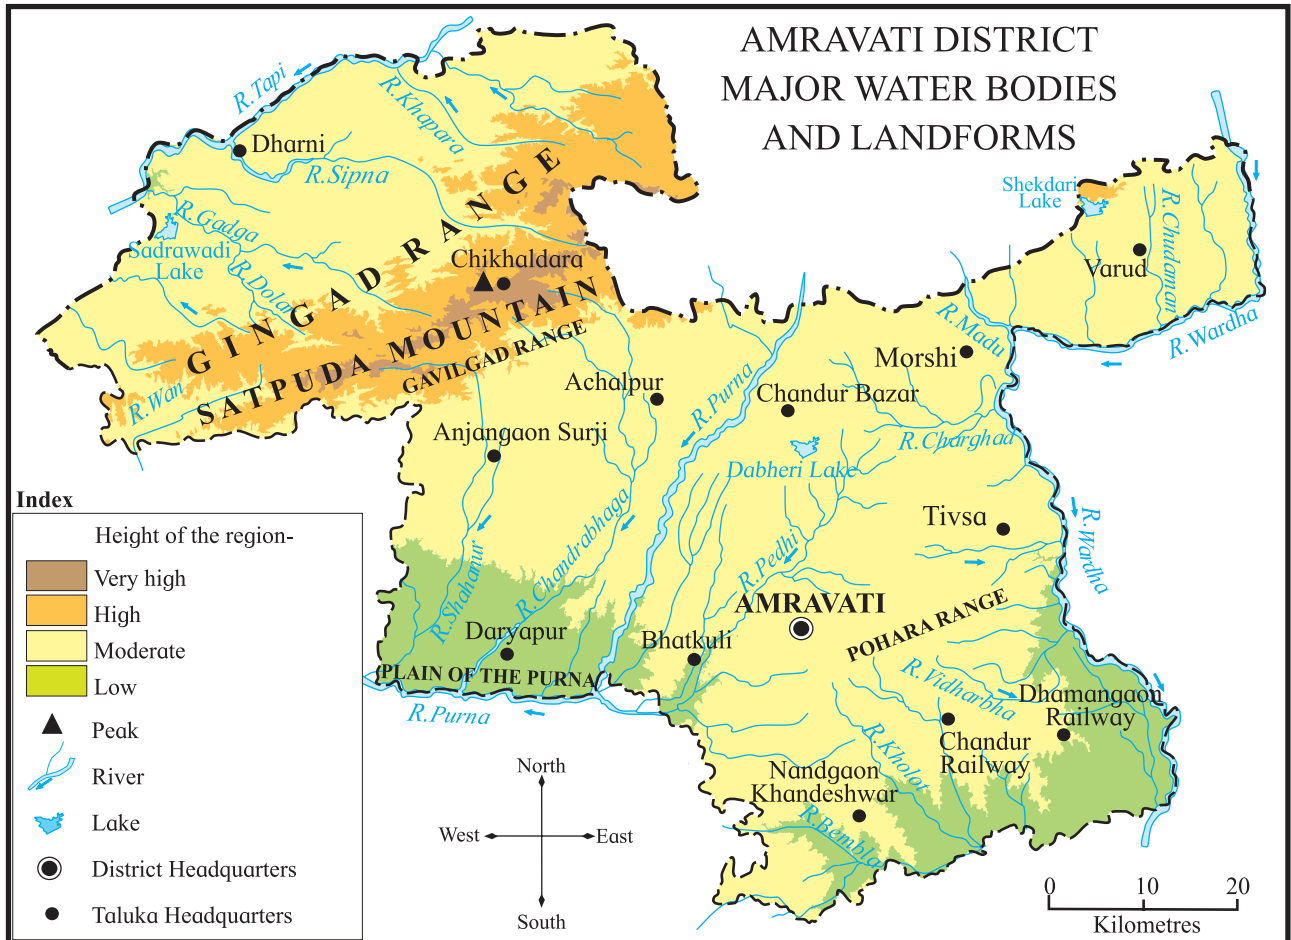 AMRAVATI DISTRICT
MAJOR WATER BODIES
AND LANDFORMS
R.Tapi
R.Khapara
Dharni
R.Sipna
GINGADRANGE
Shekdari
Lake
R.Chudaman
Varud
R.Gadga
Sadrawadi
Lake
R.Dolar
Chikhaldara
SATPUDA MOUNTAIN
GAVILGAD RANGE
R.Wan
R.Madu
R.Wardha
Morshi
Achalpur
R.Purna
Chandur Bazar
Anjangaon Surji
R.Charghad
Dabheri Lake
Tivsa
R.Wardha
R.Shahanur
R.Chandrabhaga
R.Pedhi
AMRAVATI
POHARA RANGE
Daryapur
Bhatkuli
PLAIN OF THE PURNA
R.Purna
R.Vidharbha
Dhamangaon
Railway
Chandur
Railway
R.Kholot
Nandgaon
Khandeshwar
R.Bembla
Index
Height of the region-
Very high
High
Moderate
Low
Peak
River
Lake
District Headquarters
Taluka Headquarters
North
West
East
South
0 10 20
Kilometres